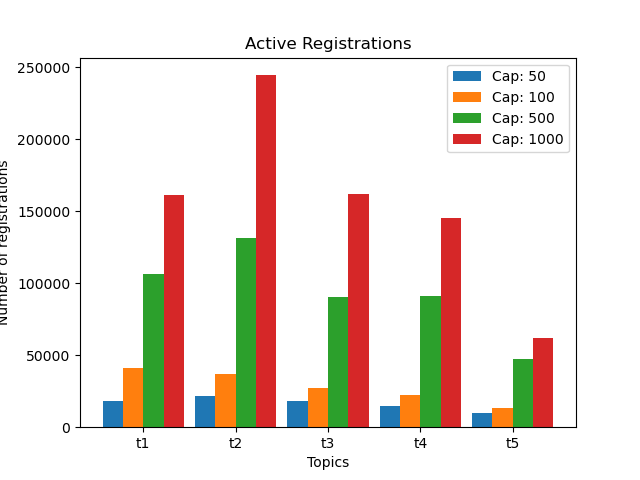 Active Registrations
Cap: 50
Cap: 100
Cap: 500
Cap: 1000
250000
200000
150000
100000
50000
0
Number of registrations
t1 t2 t3 t4 t5
Topics